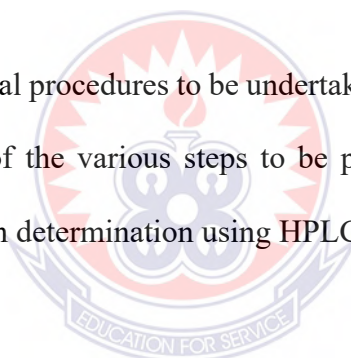 al procedures to be undertak
of the various steps to be p
n determination using HPLC
EDUCATION FOR SERVICE